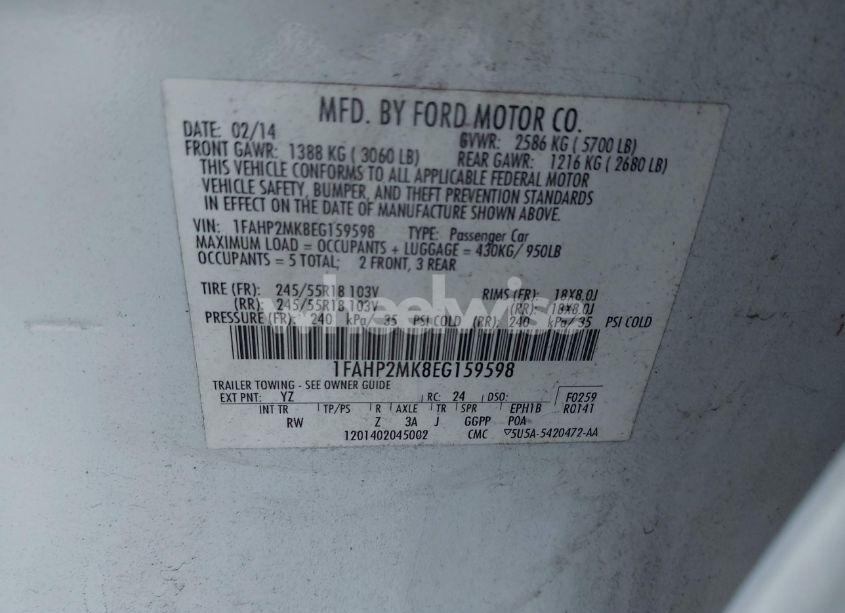 MFD. BY FORD MOTOR CO.
DATE: 02/14 GVWR: 2586 KG ( 5700 LB)
FRONT GAWR: 1388 KG ( 3060 LB) REAR GAWR: 1216 KG ( 2680 LB)
THIS VEHICLE CONFORMS TO ALL APPLICABLE FEDERAL MOTOR
VEHICLE SAFETY, BUMPER, AND THEFT PREVENTION STANDARDS
IN EFFECT ON THE DATE OF MANUFACTURE SHOWN ABOVE.
VIN: 1FAHP2MK8EG159598 TYPE: Passenger Car
MAXIMUM LOAD = OCCUPANTS + LUGGAGE = 430KG/ 950LB
OCCUPANTS = 5 TOTAL; 2 FRONT, 3 REAR
TIRE (FR): 245/55R18 103V RIMS (FR): 18X8.0J
(RR): 245/55R18 103V (RR): 18X8.0J
wheelwise
PRESSURE (FR): 240 kPa/ 35 PSI COLD (RR): 240 kPa/ 35 PSI COLD
1FAHP2MK8EG159598
TRAILER TOWING - SEE OWNER GUIDE
EXT PNT: YZ RC: 24 DSO: F0259
INT TR TP/PS R AXLE TR SPR EPH1B R0141
RW Z 3A J GGPP P0A
1201402045002 CMC ▽5U5A-5420472-AA